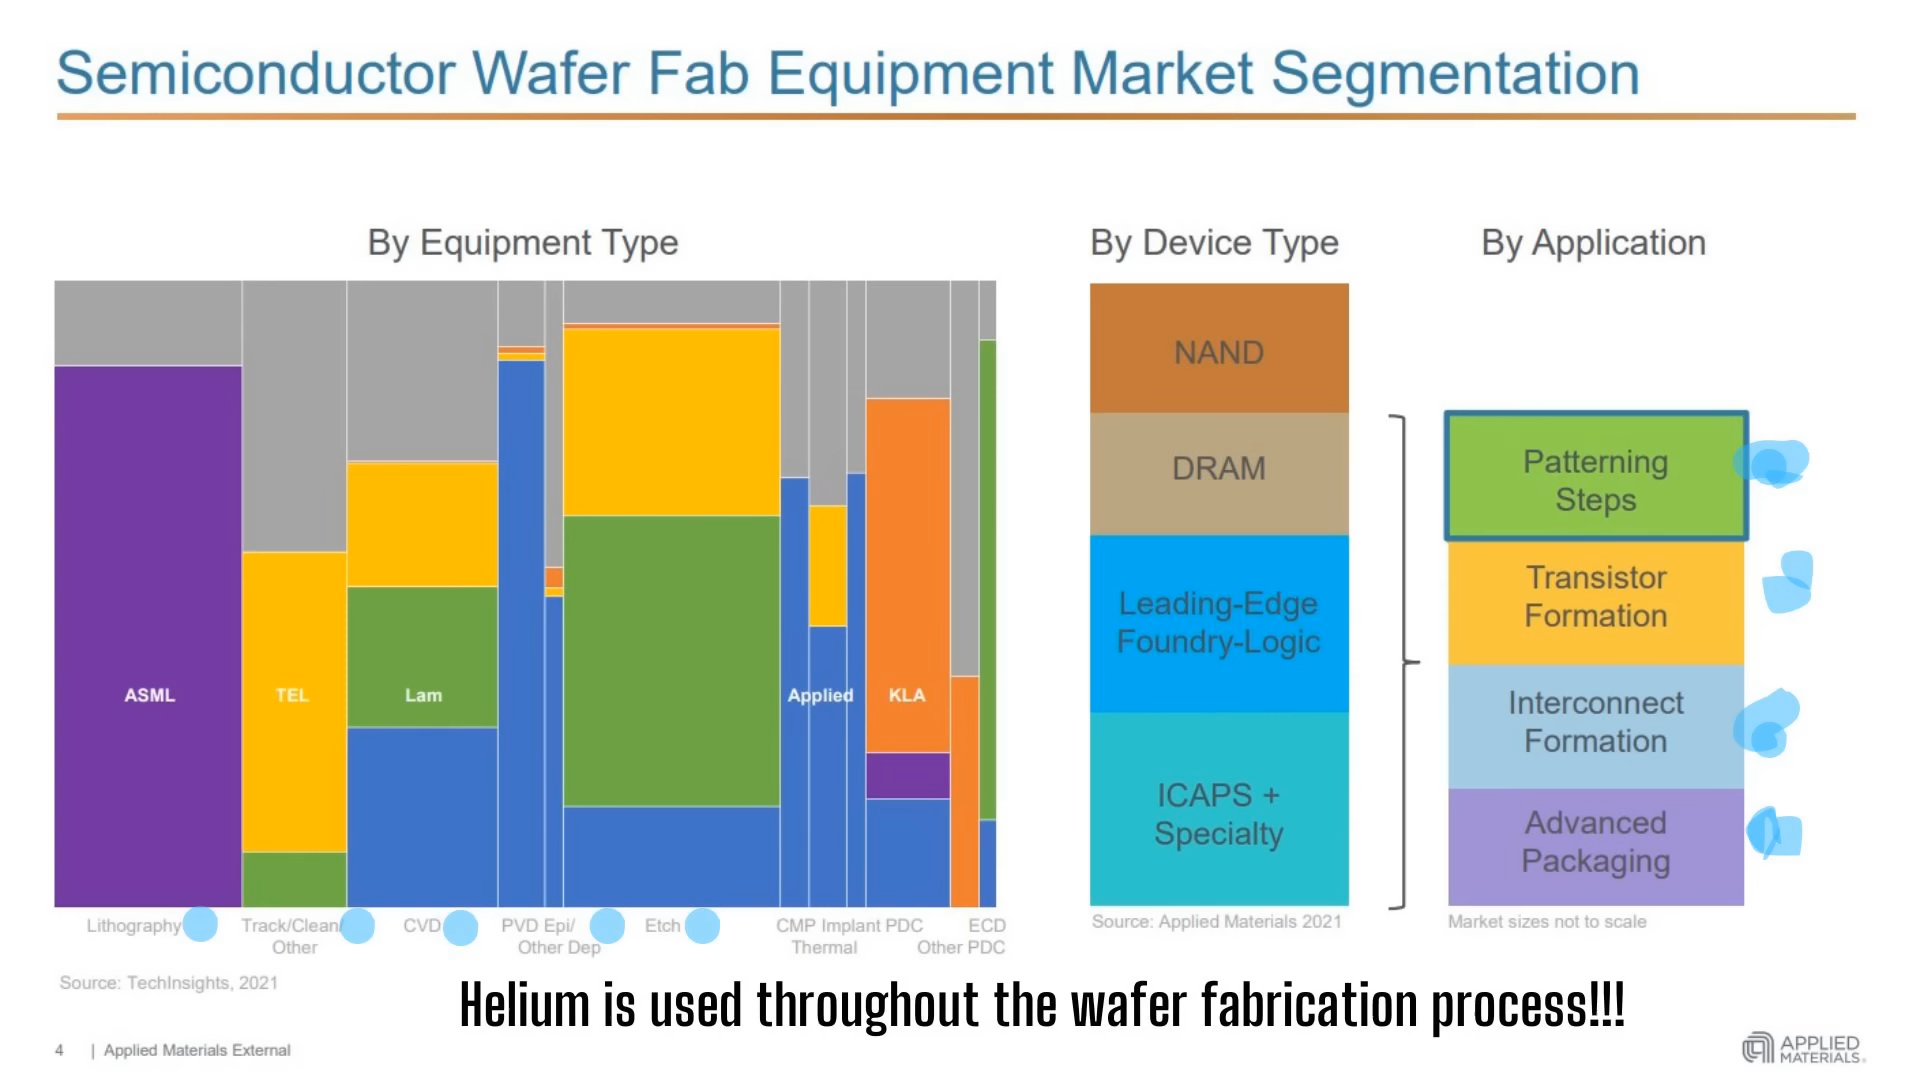 Semiconductor Wafer Fab Equipment Market Segmentation
By Equipment Type
ASML
TEL
Lam
Applied
KLA
Lithography
Track/Clean/
Other
CVD
PVD Epi/
Other Dep
Etch
CMP Implant PDC
Thermal
ECD
Other PDC
Source: TechInsights, 2021
By Device Type
NAND
DRAM
Leading-Edge
Foundry-Logic
ICAPS +
Specialty
Source: Applied Materials 2021
By Application
Patterning
Steps
Transistor
Formation
Interconnect
Formation
Advanced
Packaging
Market sizes not to scale
Helium is used throughout the wafer fabrication process!!!
4 | Applied Materials External
APPLIED
MATERIALS®